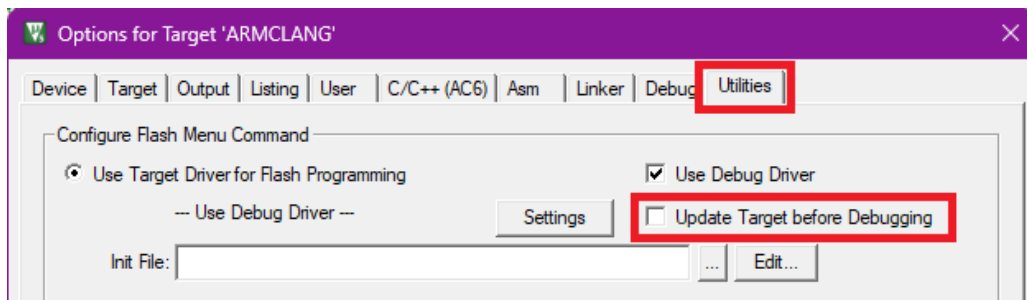 Options for Target 'ARMCLANG'
Device Target Output Listing User C/C++ (AC6) Asm Linker Debug Utilities
Configure Flash Menu Command
Use Target Driver for Flash Programming Use Debug Driver
--- Use Debug Driver --- Settings Update Target before Debugging
Init File: ... Edit...